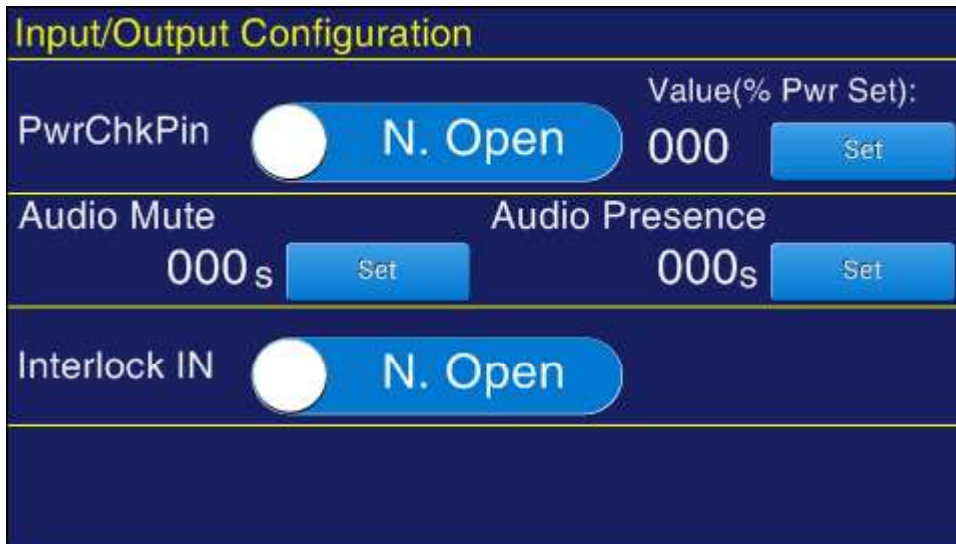 Input/Output Configuration
Value(% Pwr Set):
PwrChkPin N. Open 000 Set
Audio Mute Audio Presence
000 s Set 000s Set
Interlock IN N. Open